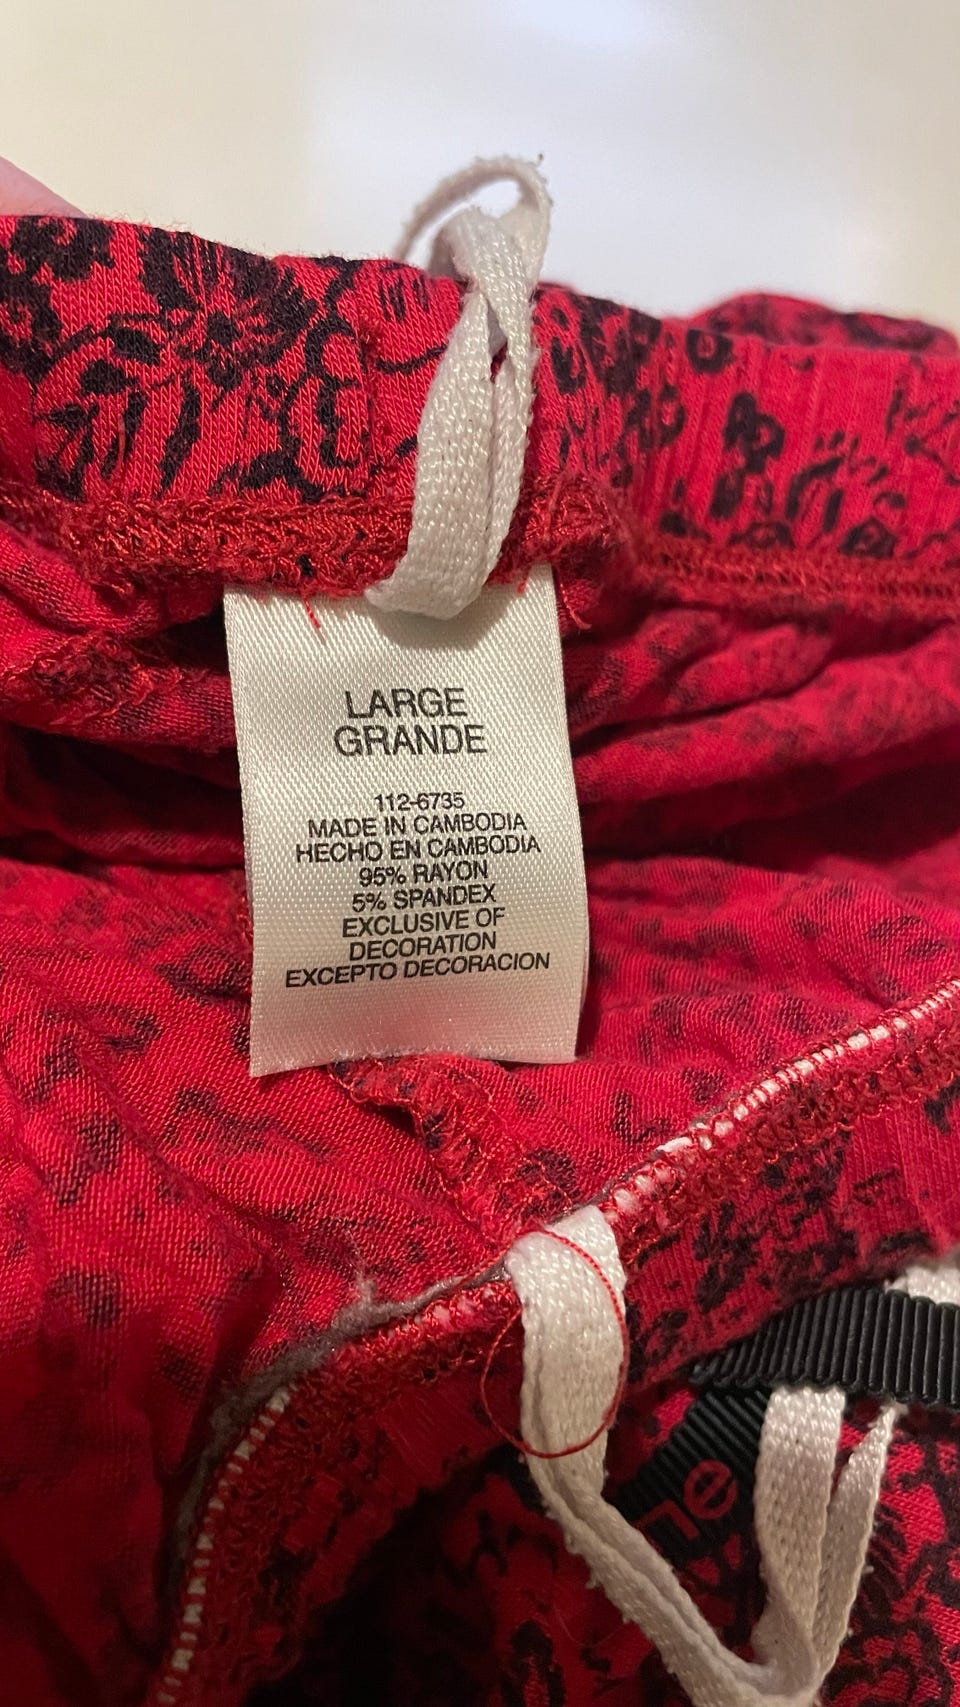 LARGE
GRANDE
112-6735
MADE IN CAMBODIA
HECHO EN CAMBODIA
95% RAYON
5% SPANDEX
EXCLUSIVE OF
DECORATION
EXCEPTO DECORACION